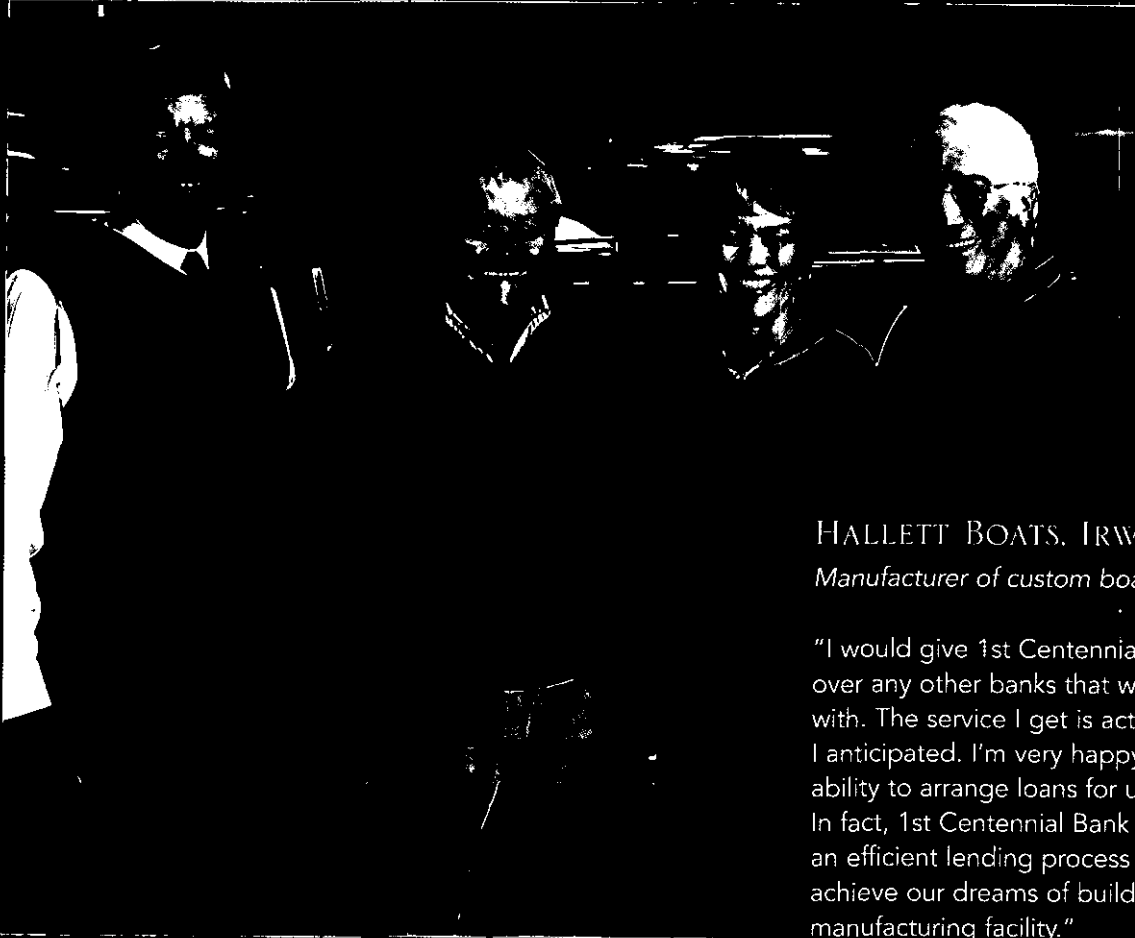 HALLETT BOATS, IRW
Manufacturer of custom boa
"I would give 1st Centennia
over any other banks that w
with. The service I get is act
I anticipated. I'm very happy
ability to arrange loans for u
In fact, 1st Centennial Bank
an efficient lending process
achieve our dreams of build
manufacturing facility."